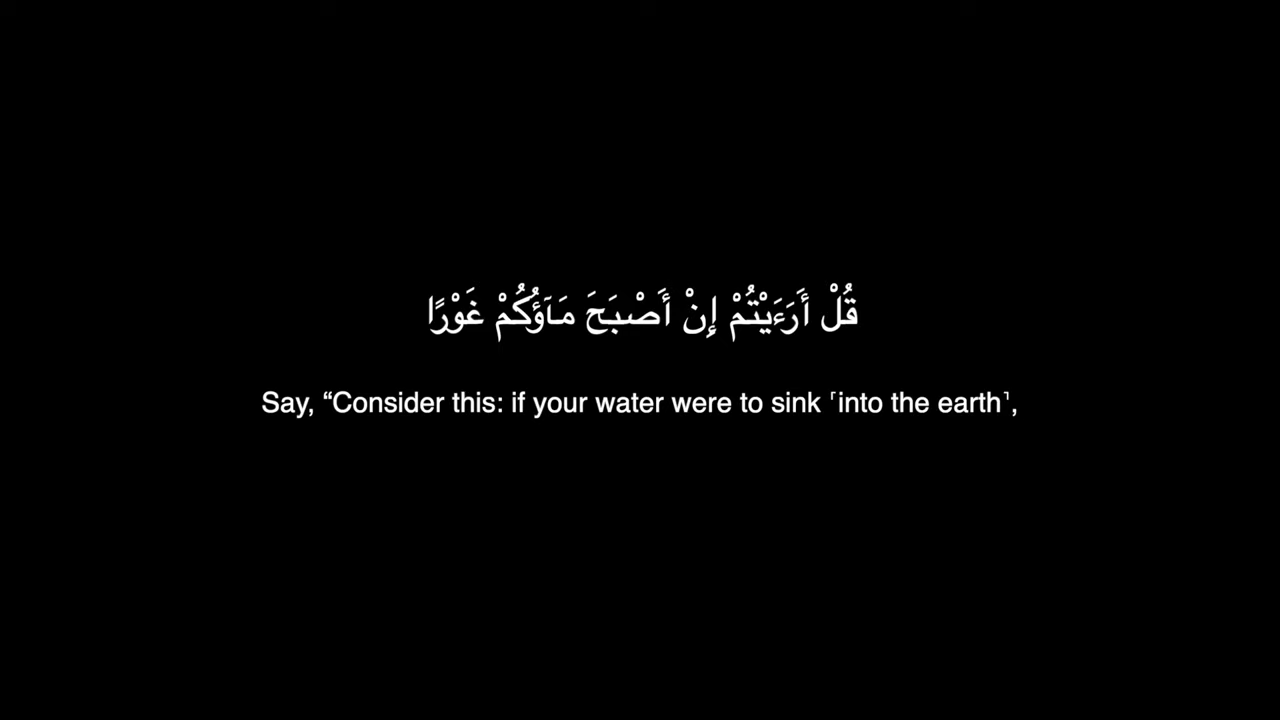 قُلْ أَرَءَيْتُمْ إِنْ أَصْبَحَ مَآؤُكُمْ غَوْرًا
Say, “Consider this: if your water were to sink ˹into the earth˺,